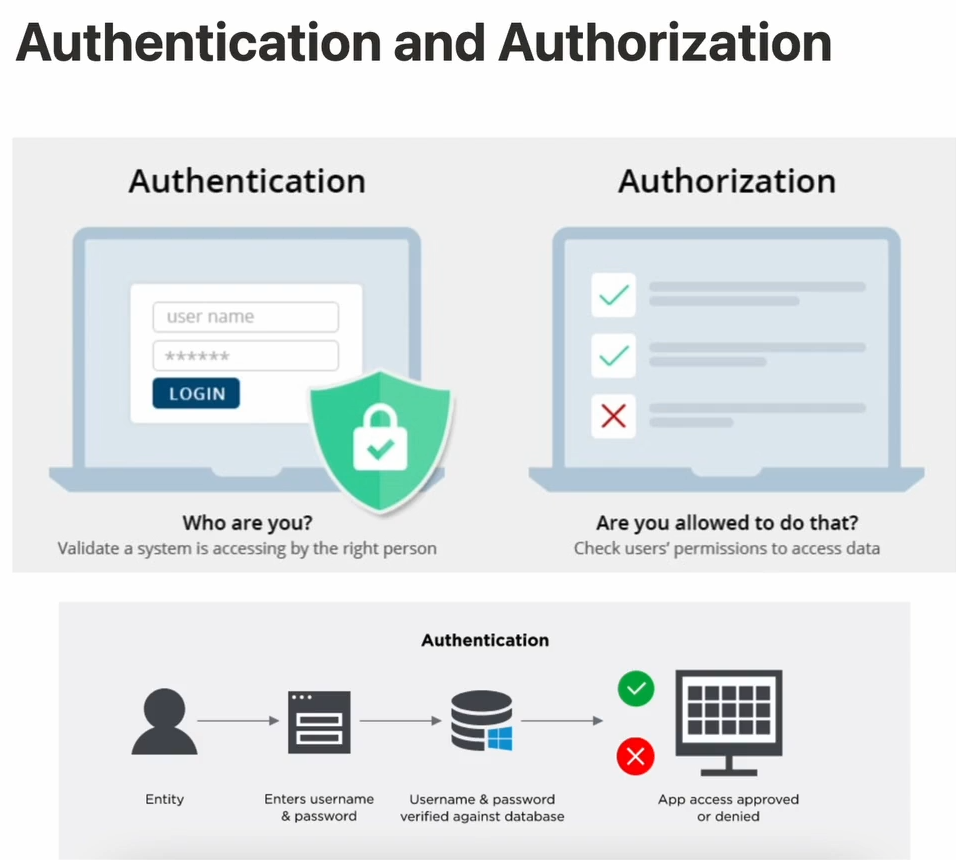 Authentication and Authorization
Authentication
user name
******
LOGIN
Who are you?
Validate a system is accessing by the right person
Authorization
Are you allowed to do that?
Check users' permissions to access data
Authentication
Entity
Enters username
& password
Username & password
verified against database
App access approved
or denied